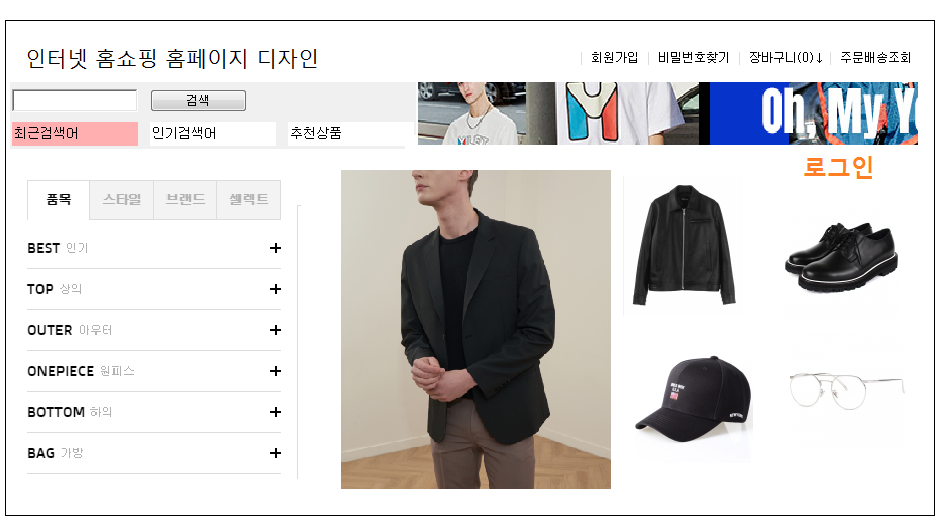 인터넷 홈쇼핑 홈페이지 디자인
회원가입 비밀번호찾기 장바구니(0)↓ 주문배송조회
검색
최근검색어 인기검색어 추천상품
Oh, My Yo
로그인
품목 스타일 브랜드 셀렉트
BEST 인기 +
TOP 상의 +
OUTER 아우터 +
ONEPIECE 원피스 +
BOTTOM 하의 +
BAG 가방 +